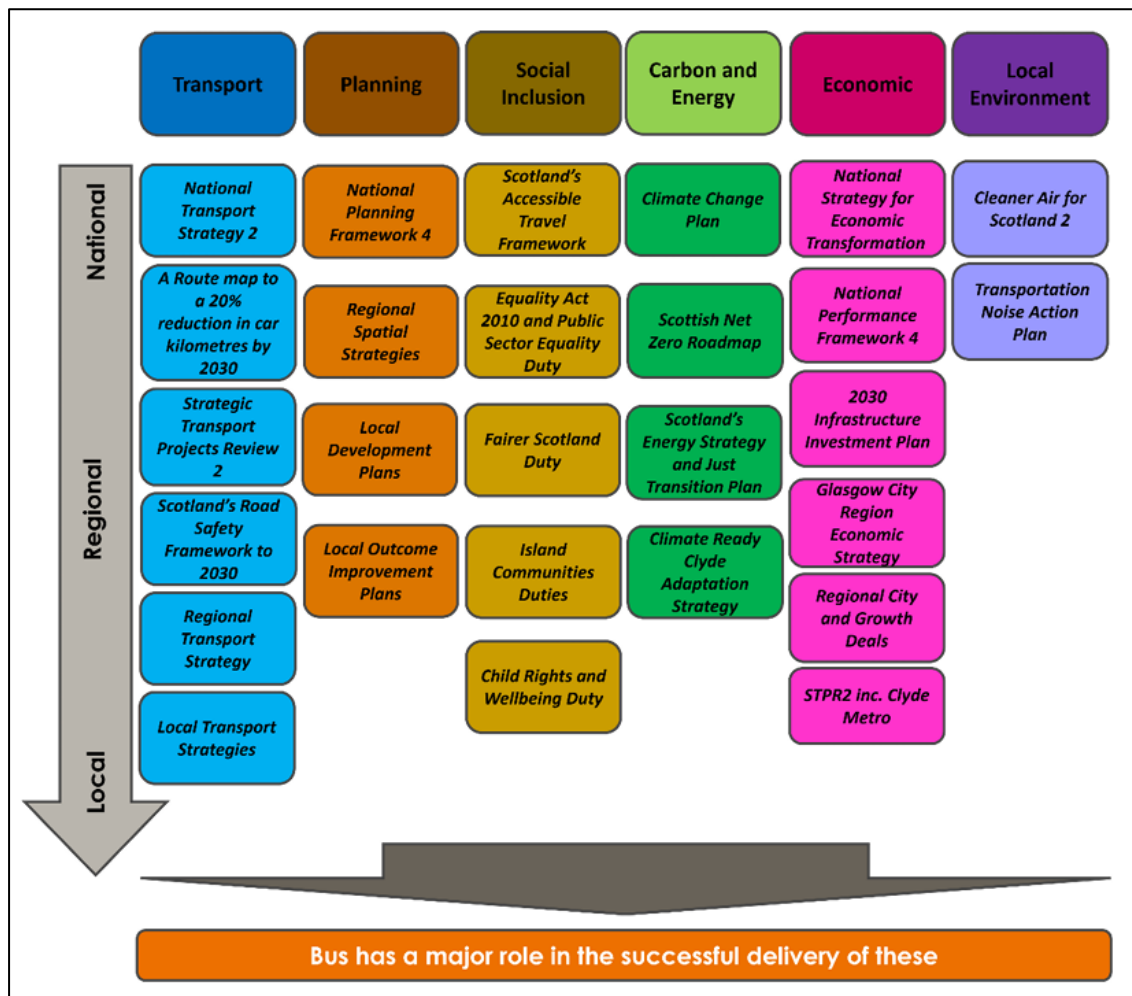 Transport
Planning
Social
Inclusion
Carbon and
Energy
Economic
Local
Environment
National
Regional
Local
National
Transport
Strategy 2
A Route map to
a 20%
reduction in car
kilometres by
2030
Strategic
Transport
Projects Review
2
Scotland's Road
Safety
Framework to
2030
Regional
Transport
Strategy
Local Transport
Strategies
National
Planning
Framework 4
Regional
Spatial
Strategies
Local
Development
Plans
Local Outcome
Improvement
Plans
Scotland's
Accessible
Travel
Framework
Equality Act
2010 and Public
Sector Equality
Duty
Fairer Scotland
Duty
Island
Communities
Duties
Child Rights and
Wellbeing Duty
Climate Change
Plan
Scottish Net
Zero Roadmap
Scotland's
Energy Strategy
and Just
Transition Plan
Climate Ready
Clyde
Adaptation
Strategy
National
Strategy for
Economic
Transformation
National
Performance
Framework 4
2030
Infrastructure
Investment Plan
Glasgow City
Region
Economic
Strategy
Regional City
and Growth
Deals
STPR2 inc. Clyde
Metro
Cleaner Air for
Scotland 2
Transportation
Noise Action
Plan
Bus has a major role in the successful delivery of these